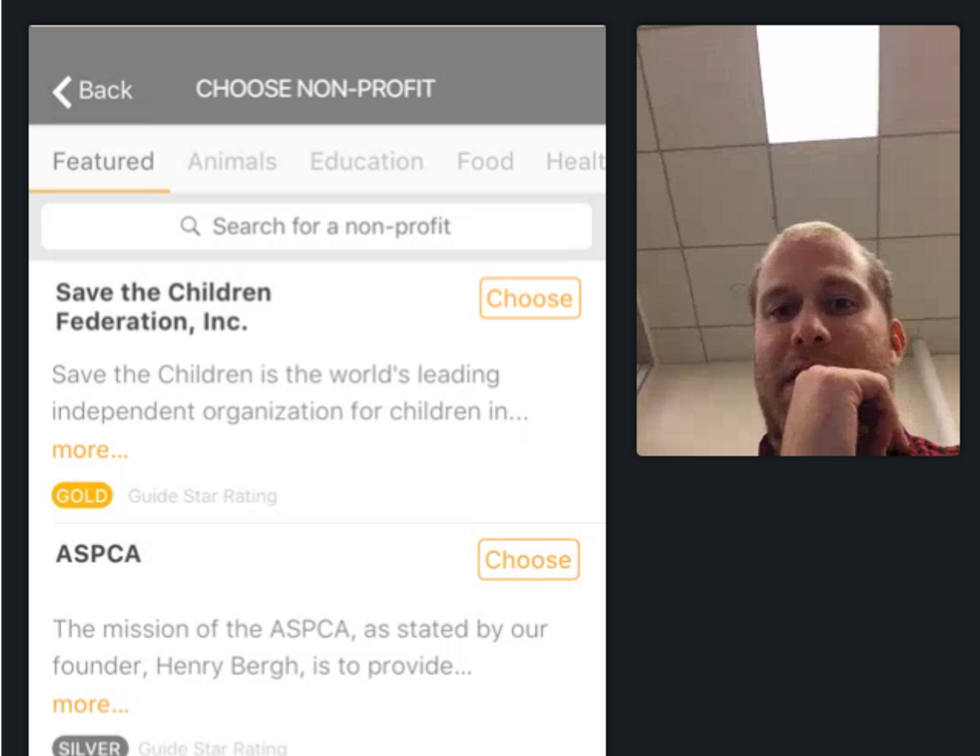 Back
CHOOSE NON-PROFIT
Featured Animals Education Food Healt
Search for a non-profit
Save the Children
Federation, Inc.
Choose
Save the Children is the world's leading
independent organization for children in...
more...
GOLD Guide Star Rating
ASPCA
Choose
The mission of the ASPCA, as stated by our
founder, Henry Bergh, is to provide...
more...
SILVER Guide Star Rating